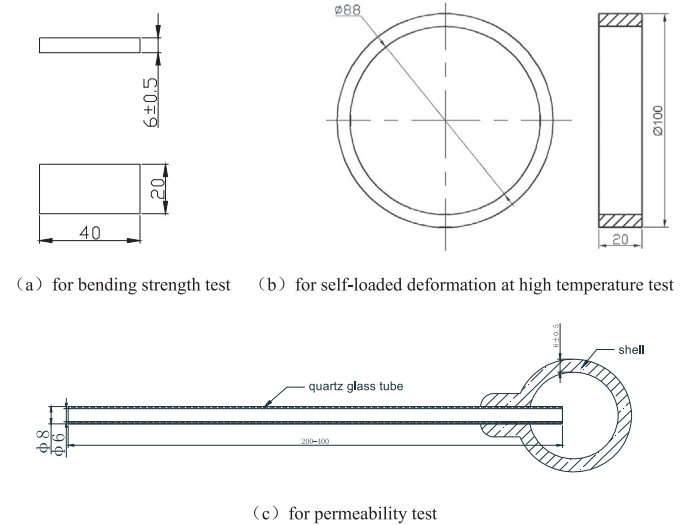 6±0.5
20
40
ø88
Ø100
20
（a）for bending strength test
（b）for self-loaded deformation at high temperature test
6±0.5
shell
quartz glass tube
ϕ8
ϕ6
200-400
（c）for permeability test